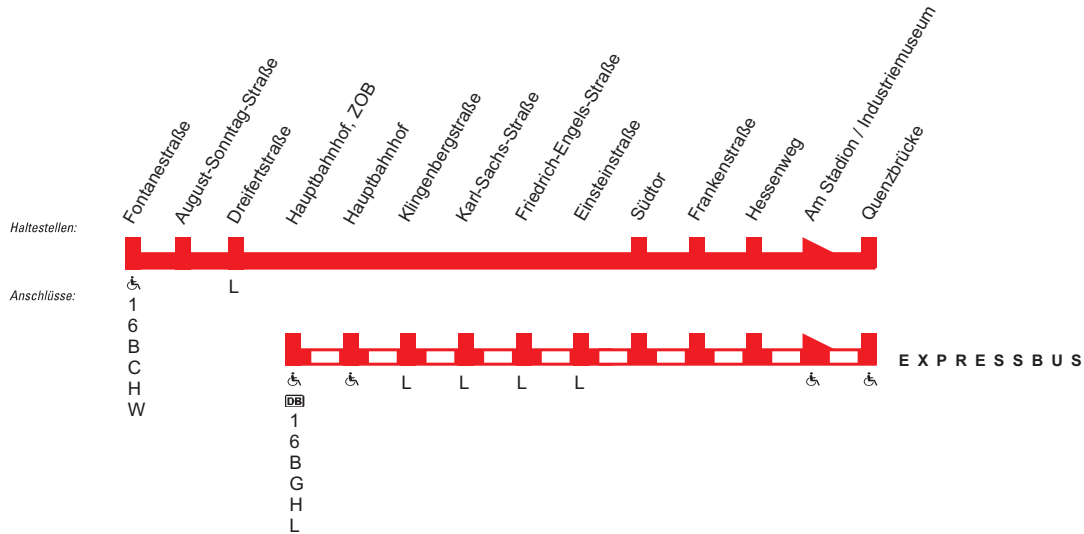 Haltestellen:
Fontanestraße
August-Sonntag-Straße
Dreifertstraße
Hauptbahnhof, ZOB
Hauptbahnhof
Klingenbergstraße
Karl-Sachs-Straße
Friedrich-Engels-Straße
Einsteinstraße
Südtor
Frankenstraße
Hessenweg
Am Stadion / Industriemuseum
Quenzbrücke
Anschlüsse:
1
6
B
C
H
W
L
EXPRESSBUS
DB
1
6
B
G
H
L
L
L
L
L